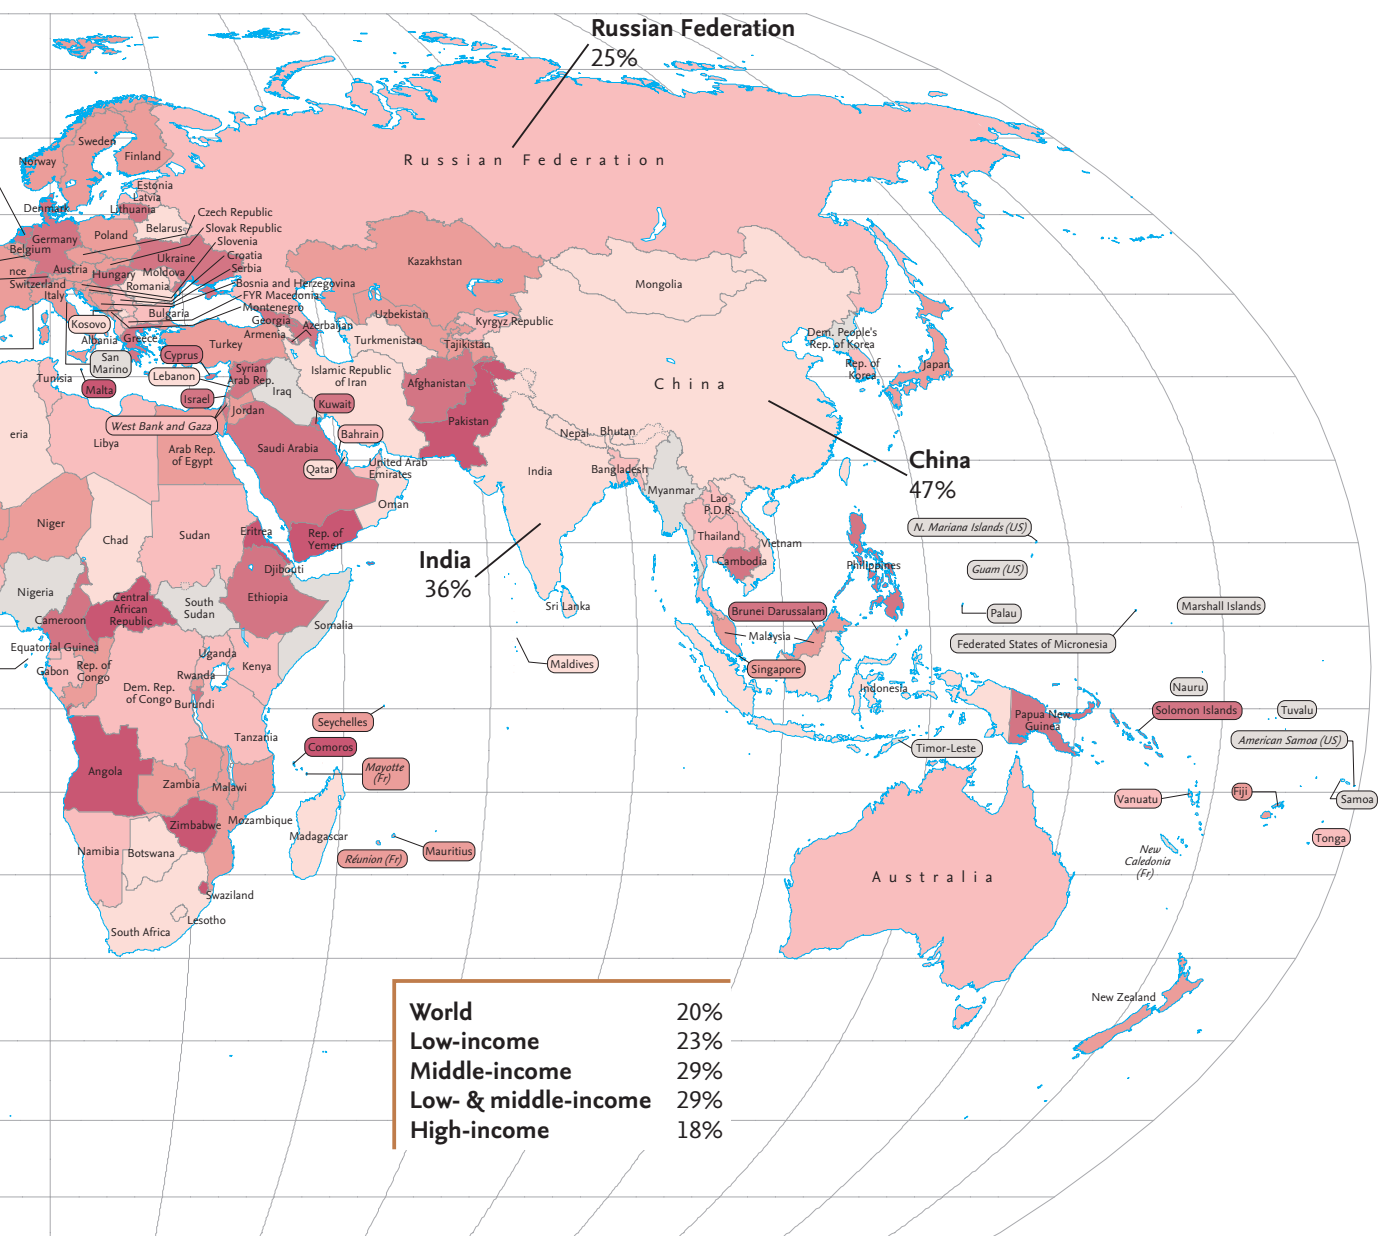 Russian Federation
25%
Russian Federation
Sweden
Norway
Finland
Estonia
Latvia
Denmark
Lithuania
Czech Republic
Belarus
Slovak Republic
Poland
Germany
Slovenia
Belgium
Croatia
Ukraine
Serbia
nce
Austria
Hungary
Moldova
Switzerland
Romania
Bosnia and Herzegovina
Italy
FYR Macedonia
Montenegro
Bulgaria
Georgia
Kosovo
Azerbaijan
Armenia
Albania
Greece
Turkey
San
Marino
Cyprus
Kazakhstan
Mongolia
Uzbekistan
Kyrgyz Republic
Turkmenistan
Tajikistan
Dem. People's
Rep. of Korea
Rep. of
Korea
Japan
Tunisia
Malta
Lebanon
Syrian
Arab Rep.
Iraq
Islamic Republic
of Iran
Afghanistan
China
Israel
Kuwait
Jordan
West Bank and Gaza
Pakistan
Bahrain
eria
Libya
Arab Rep.
of Egypt
Saudi Arabia
Qatar
United Arab
Emirates
Nepal
Bhutan
India
Bangladesh
China
47%
Myanmar
Lao
P.D.R.
Oman
Niger
Chad
Sudan
Eritrea
Rep. of
Yemen
India
36%
Thailand
Vietnam
Cambodia
Philippines
N. Mariana Islands (US)
Guam (US)
Djibouti
Nigeria
South
Sudan
Ethiopia
Central
African
Republic
Cameroon
Somalia
Sri Lanka
Brunei Darussalam
Palau
Marshall Islands
Malaysia
Federated States of Micronesia
Equatorial Guinea
Gabon
Rep. of
Congo
Uganda
Kenya
Rwanda
Dem. Rep.
of Congo
Burundi
Maldives
Singapore
Indonesia
Nauru
Solomon Islands
Tuvalu
Papua New
Guinea
Seychelles
Tanzania
Comoros
Timor-Leste
American Samoa (US)
Angola
Zambia
Malawi
Mayotte
(Fr)
Vanuatu
Fiji
Samoa
Zimbabwe
Mozambique
Madagascar
Tonga
Namibia
Botswana
Réunion (Fr)
Mauritius
New
Caledonia
(Fr)
Australia
Swaziland
Lesotho
South Africa
New Zealand
World 20%
Low-income 23%
Middle-income 29%
Low- & middle-income 29%
High-income 18%